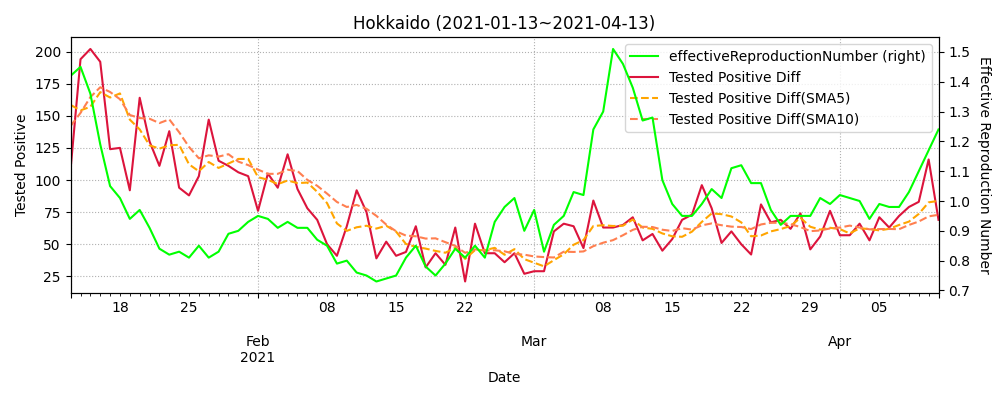 Hokkaido (2021-01-13~2021-04-13)
effectiveReproductionNumber (right)
Tested Positive Diff
Tested Positive Diff(SMA5)
Tested Positive Diff(SMA10)
Tested Positive
200
175
150
125
100
75
50
25
1.5
1.4
1.3
1.2
1.1
1.0
0.9
0.8
0.7
Effective Reproduction Number
18 25 08 15 22 08 15 22 29 05
Feb Mar Apr
2021
Date